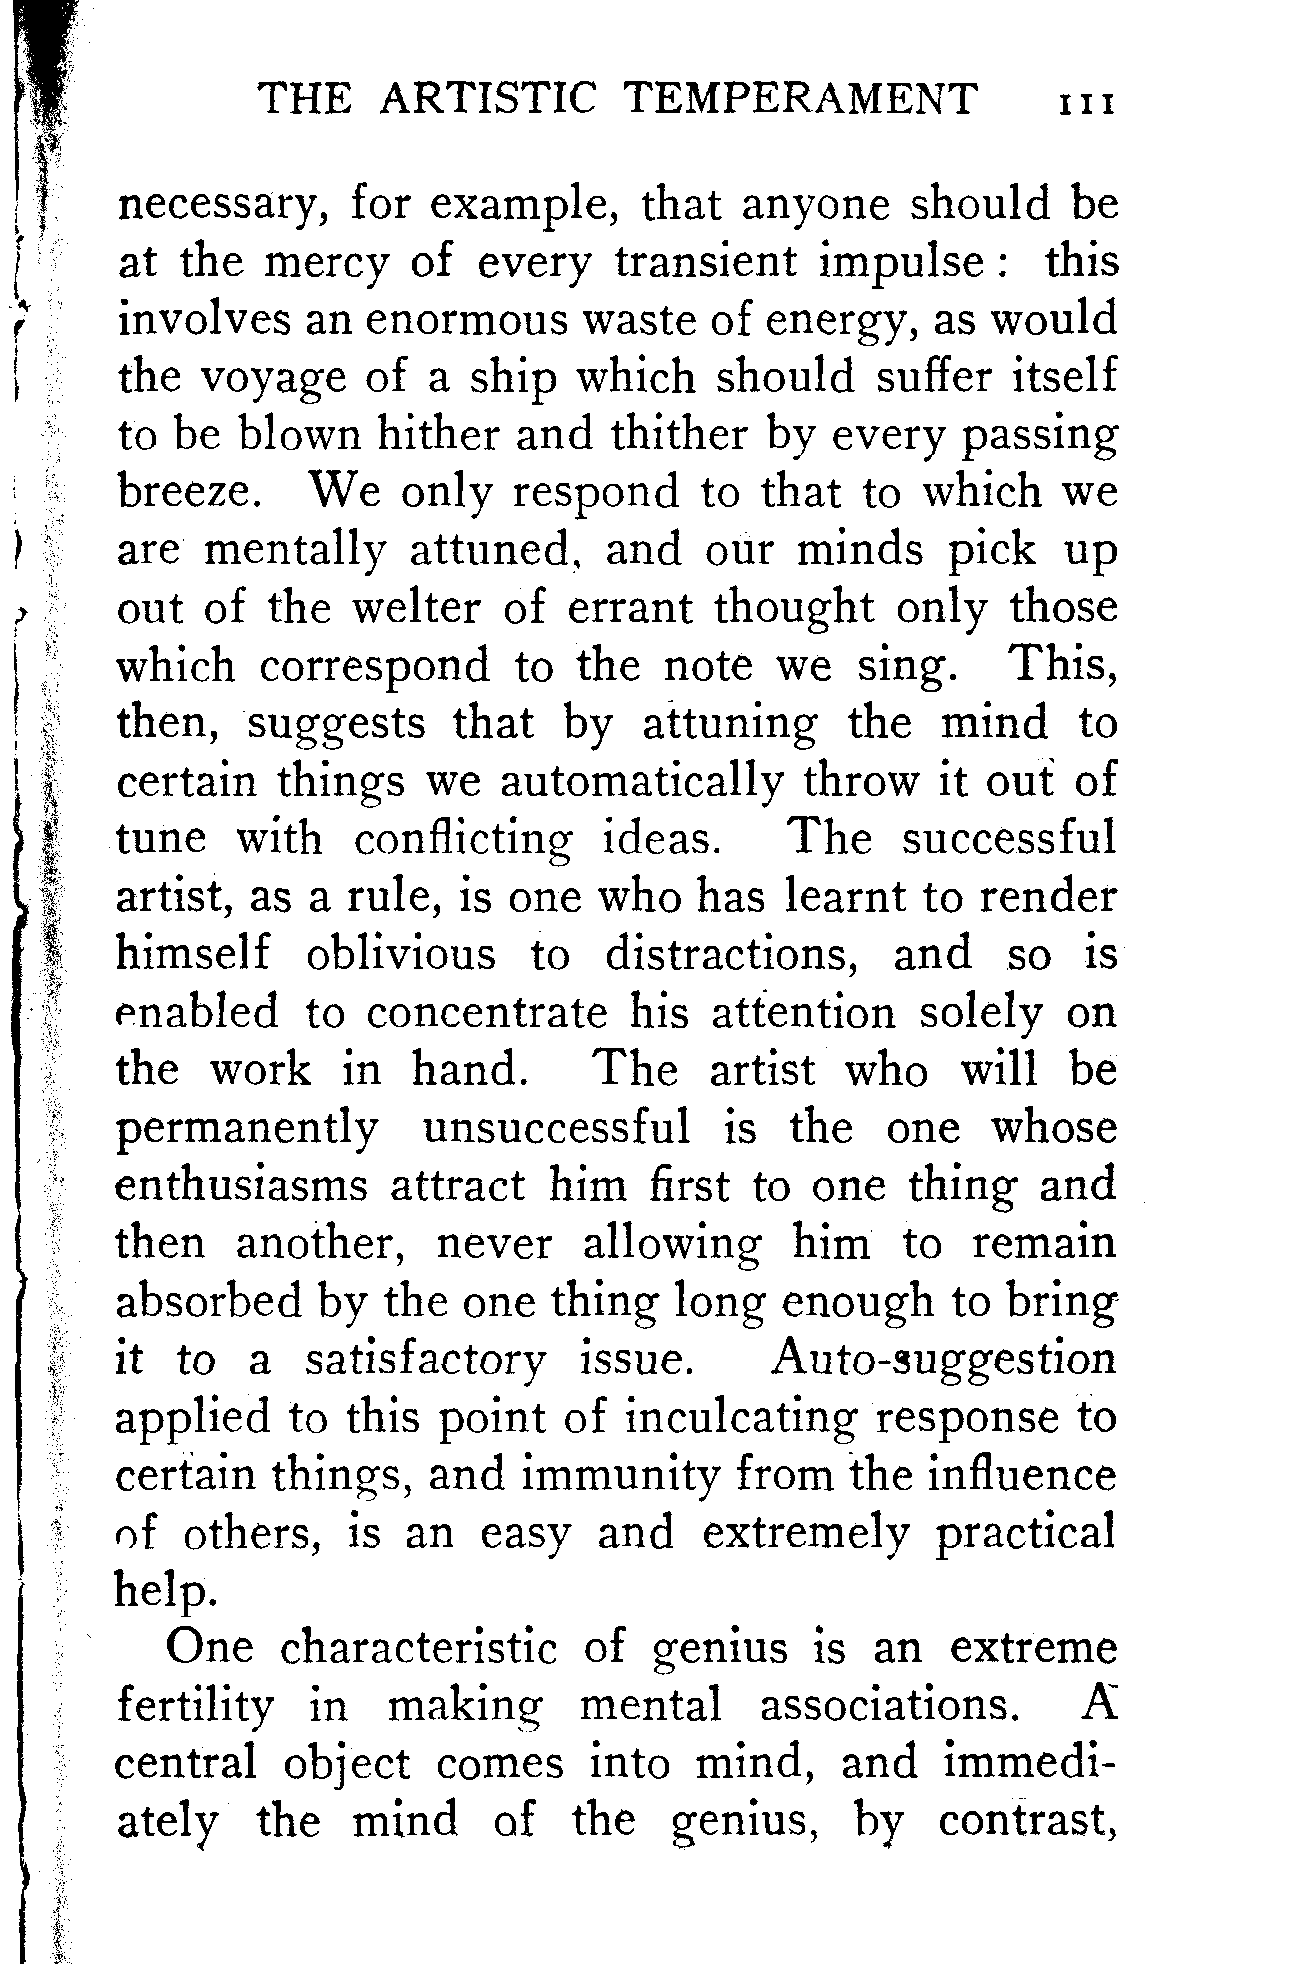 THE ARTISTIC TEMPERAMENT 111
necessary, for example, that anyone should be
at the mercy of every transient impulse : this
involves an enormous waste of energy, as would
the voyage of a ship which should suffer itself
to be blown hither and thither by every passing
breeze. We only respond to that to which we
are mentally attuned, and our minds pick up
out of the welter of errant thought only those
which correspond to the note we sing. This,
then, suggests that by attuning the mind to
certain things we automatically throw it out of
tune with conflicting ideas. The successful
artist, as a rule, is one who has learnt to render
himself oblivious to distractions, and so is
enabled to concentrate his attention solely on
the work in hand. The artist who will be
permanently unsuccessful is the one whose
enthusiasms attract him first to one thing and
then another, never allowing him to remain
absorbed by the one thing long enough to bring
it to a satisfactory issue. Auto-suggestion
applied to this point of inculcating response to
certain things, and immunity from the influence
of others, is an easy and extremely practical
help.
One characteristic of genius is an extreme
fertility in making mental associations. A
central object comes into mind, and immedi-
ately the mind of the genius, by contrast,